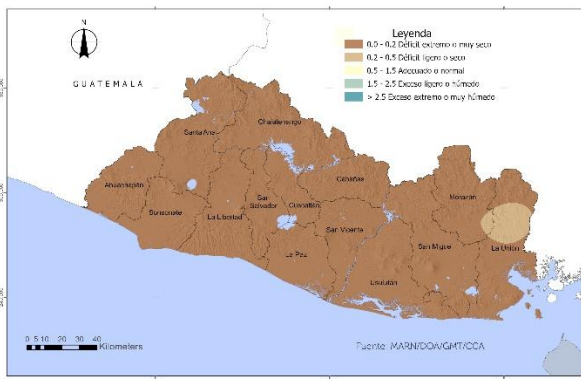 N
Leyenda
0.0 - 0.2 Déficit extremo o muy seco
0.2 - 0.5 Déficit ligero o seco
0.5 - 1.5 Adecuado o normal
1.5 - 2.5 Exceso ligero o húmedo
> 2.5 Exceso extremo o muy húmedo
GUATEMALA
Chalatenango
Santa Ana
Cabañas
Morazán
Ahuachapán
Sonsonate
La Libertad
San Salvador
Cuscatlán
San Vicente
San Miguel
La Unión
La Paz
Usulután
0 5 10 20 30 40
Kilometers
Fuente: MARN/DOA/GMT/CCA